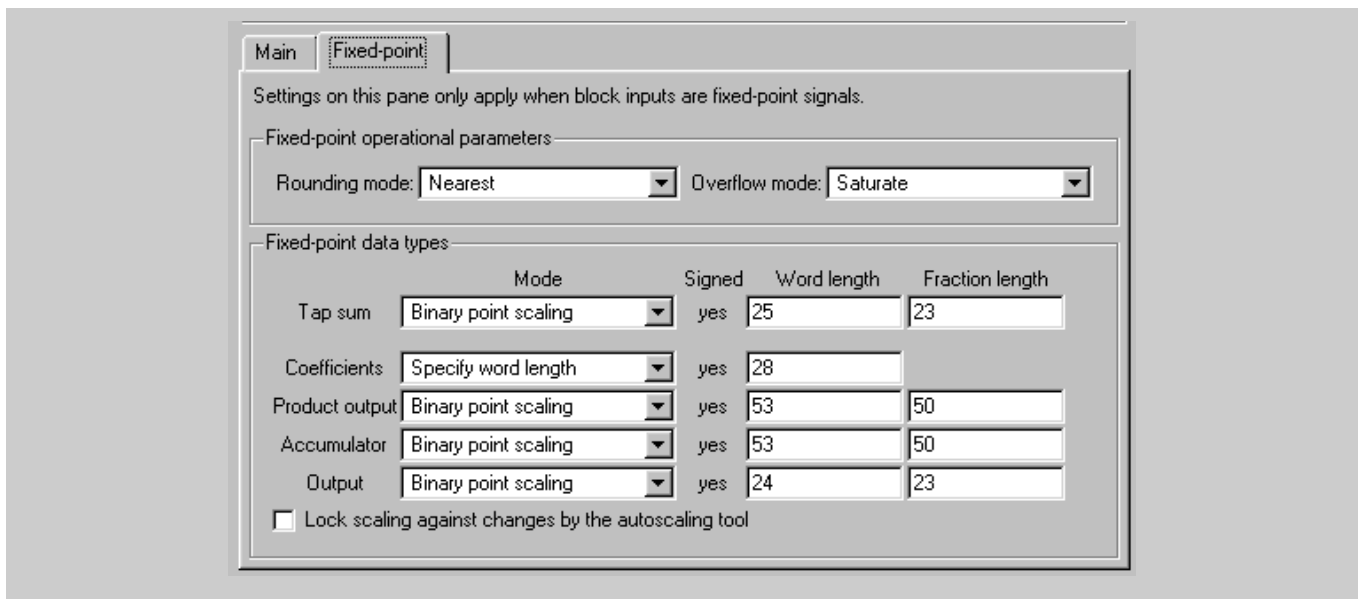 Main Fixed-point
Settings on this pane only apply when block inputs are fixed-point signals.
Fixed-point operational parameters
Rounding mode: Nearest Overflow mode: Saturate
Fixed-point data types
Mode Signed Word length Fraction length
Tap sum Binary point scaling yes 25 23
Coefficients Specify word length yes 28
Product output Binary point scaling yes 53 50
Accumulator Binary point scaling yes 53 50
Output Binary point scaling yes 24 23
Lock scaling against changes by the autoscaling tool